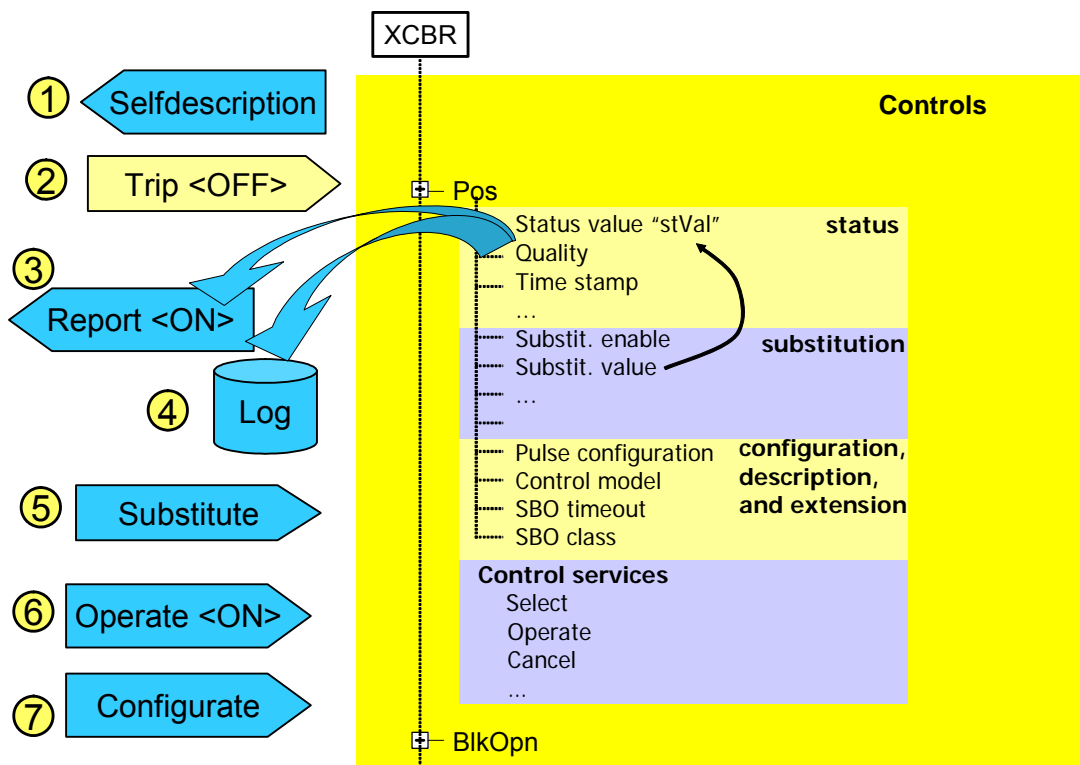 XCBR
Controls
1
Selfdescription
2
Trip <OFF>
3
Report <ON>
4
Log
5
Substitute
6
Operate <ON>
7
Configurate
Pos
Status value “stVal”
status
Quality
Time stamp
...
Substit. enable
substitution
Substit. value
...
Pulse configuration
configuration,
Control model
description,
SBO timeout
and extension
SBO class
Control services
Select
Operate
Cancel
...
BlkOpn